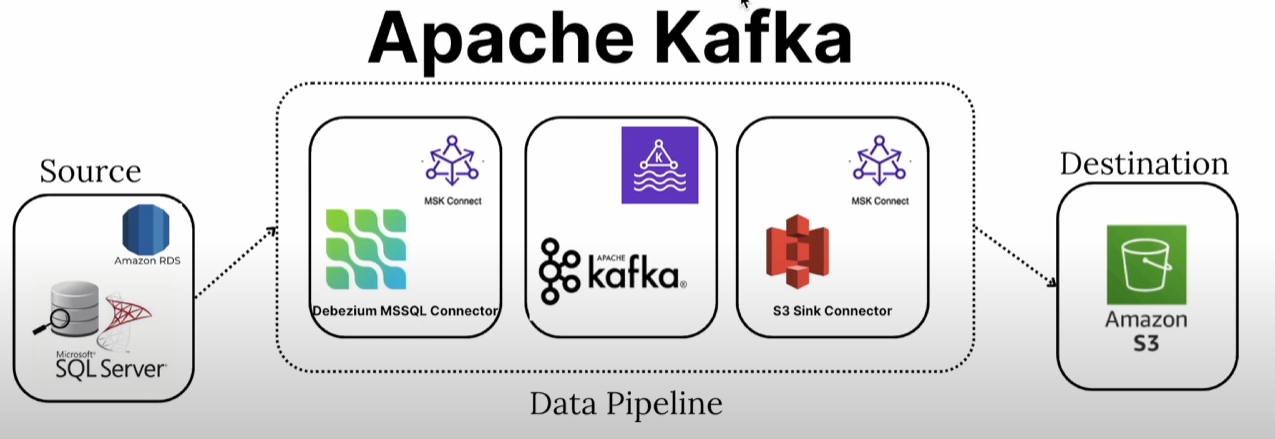 Apache Kafka
Source
Amazon RDS
Microsoft®
SQL Server
MSK Connect
Debezium MSSQL Connector
K
APACHE
kafka®
MSK Connect
S3 Sink Connector
Destination
Amazon
S3
Data Pipeline